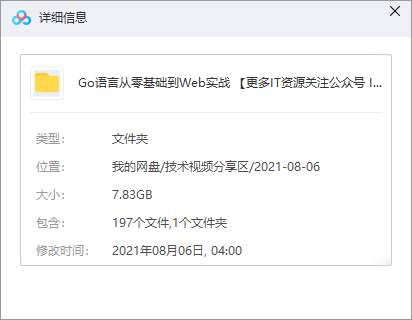 详细信息
Go语言从零基础到Web实战 【更多IT资源关注公众号 I...
类型： 文件夹
位置： 我的网盘/技术视频分享区/2021-08-06
大小： 7.83GB
包含： 197个文件,1个文件夹
修改时间： 2021年08月06日, 04:00